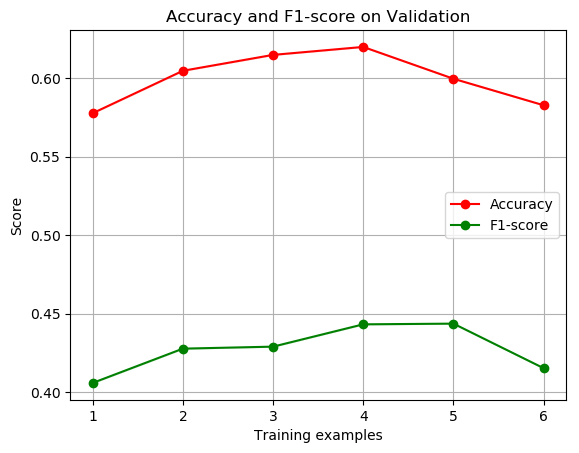 Accuracy and F1-score on Validation
0.60
0.55
0.50
0.45
0.40
Score
Accuracy
F1-score
1 2 3 4 5 6
Training examples